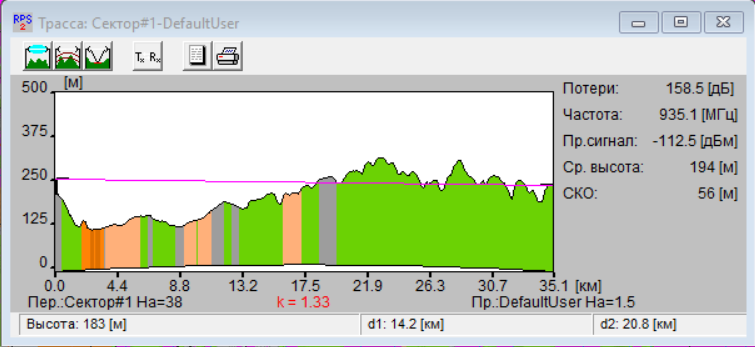 RPS 2 Трасса: Сектор#1-DefaultUser
Tx Rx
[м]
500
375
250
125
0
0.0 4.4 8.8 13.2 17.5 21.9 26.3 30.7 35.1 [км]
Пер.:Сектор#1 Ha=38 k = 1.33 Пр.:DefaultUser Ha=1.5
Потери: 158.5 [дБ]
Частота: 935.1 [МГц]
Пр.сигнал: -112.5 [дБм]
Ср. высота: 194 [м]
СКО: 56 [м]
Высота: 183 [м] d1: 14.2 [км] d2: 20.8 [км]